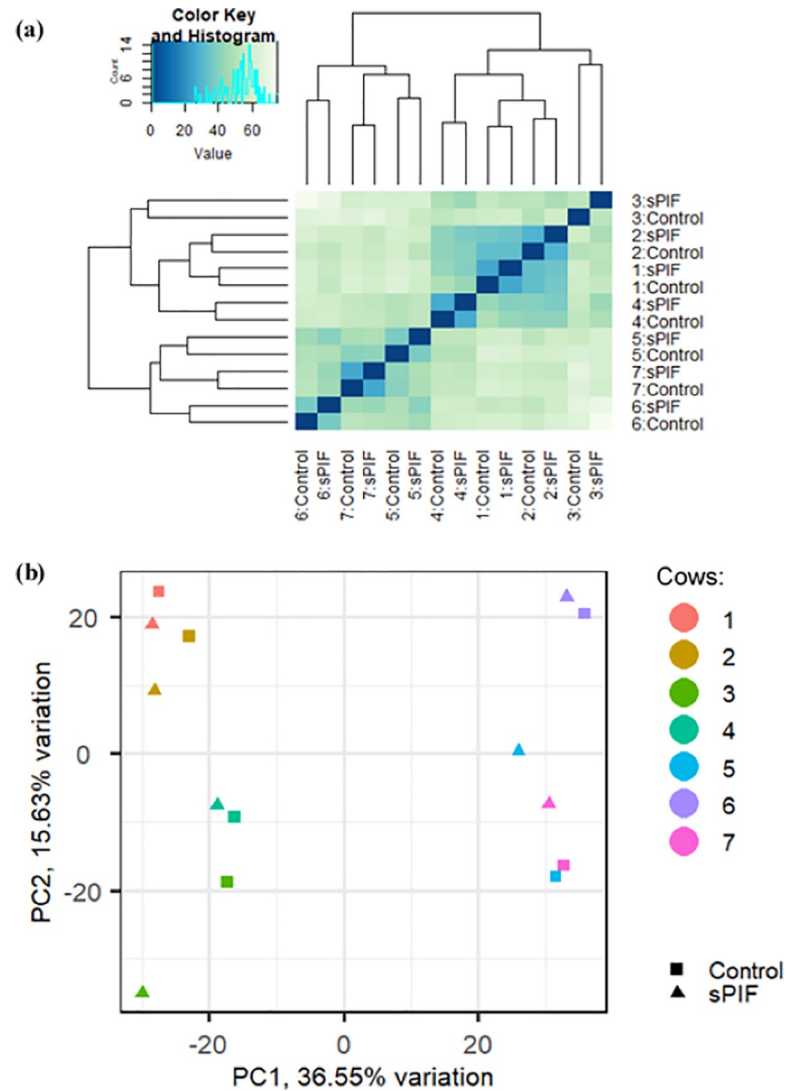 (a)
Color Key
and Histogram
Count
0 6 14
0 20 40 60
Value
3:sPIF
3:Control
2:sPIF
2:Control
1:sPIF
1:Control
4:sPIF
4:Control
5:sPIF
5:Control
7:sPIF
7:Control
6:sPIF
6:Control
6:Control
6:sPIF
7:Control
7:sPIF
5:Control
5:sPIF
4:Control
4:sPIF
1:Control
1:sPIF
2:Control
2:sPIF
3:Control
3:sPIF
(b)
PC2, 15.63% variation
20
0
-20
-20 0 20
PC1, 36.55% variation
Cows:
1
2
3
4
5
6
7
Control
sPIF